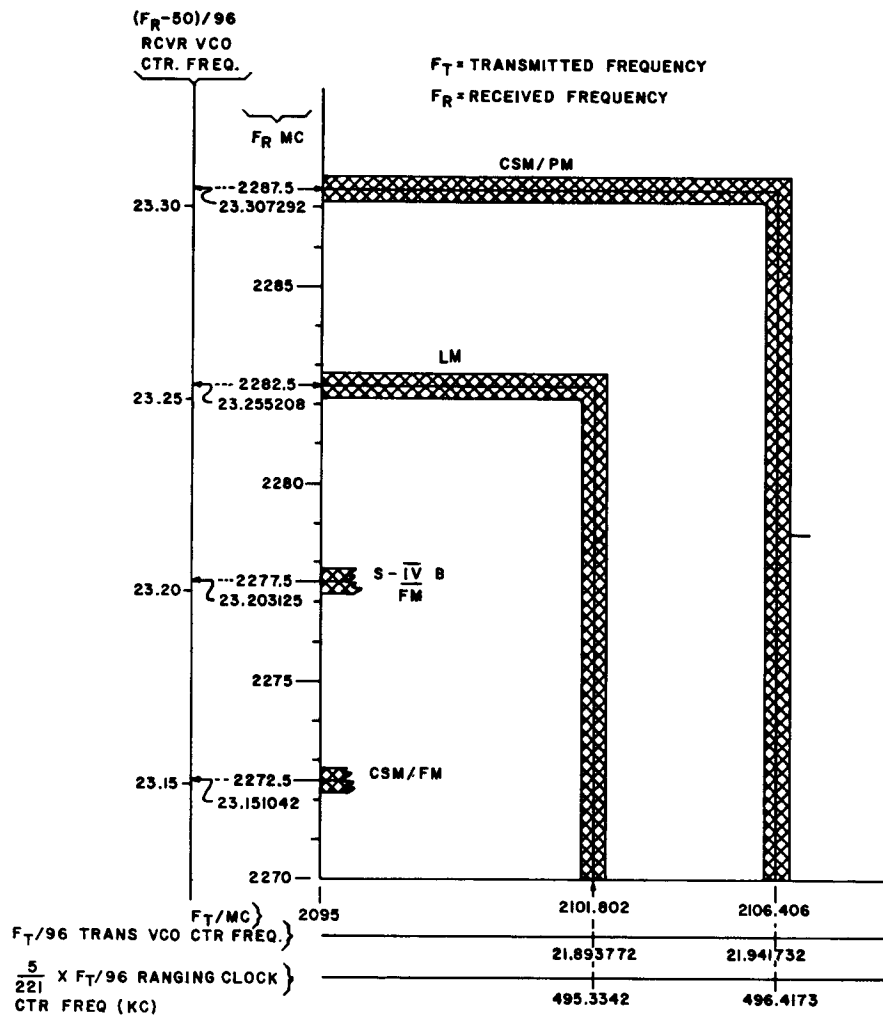 (F_R-50)/96
RCVR VCO
CTR. FREQ.
F_T = TRANSMITTED FREQUENCY
F_R = RECEIVED FREQUENCY
F_R MC
CSM/PM
2287.5
23.30
23.307292
2285
LM
2282.5
23.25
23.255208
2280
S-IVB
FM
2277.5
23.20
23.203125
2275
CSM/FM
2272.5
23.15
23.151042
2270
F_T/MC}
2095
2101.802
2106.406
F_T/96 TRANS VCO CTR FREQ.}
21.893772
21.941732
5/221 X F_T/96 RANGING CLOCK}
CTR FREQ (KC)
495.3342
496.4173